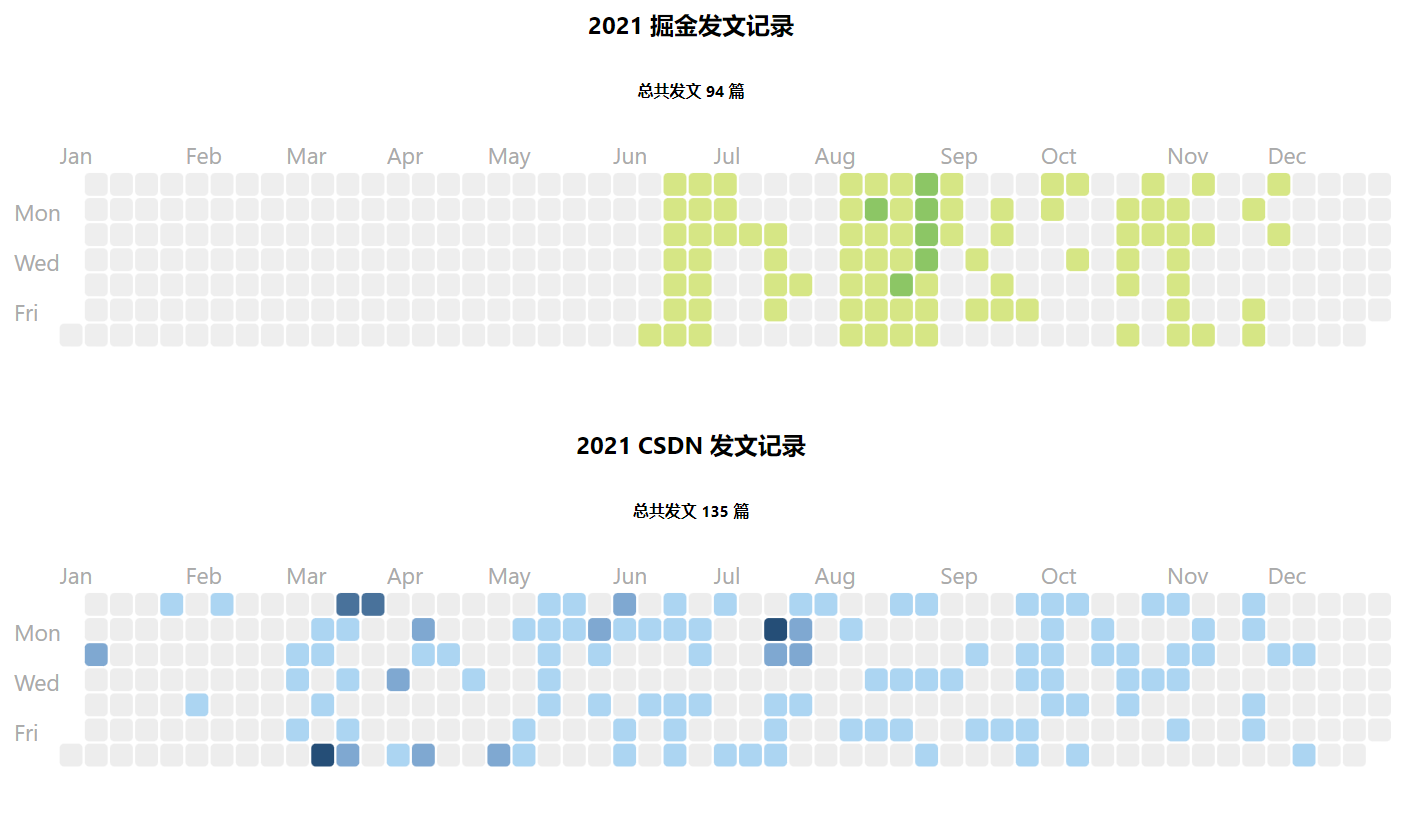 2021 掘金发文记录
总共发文 94 篇
Jan Feb Mar Apr May Jun Jul Aug Sep Oct Nov Dec
Mon
Wed
Fri
2021 CSDN 发文记录
总共发文 135 篇
Jan Feb Mar Apr May Jun Jul Aug Sep Oct Nov Dec
Mon
Wed
Fri